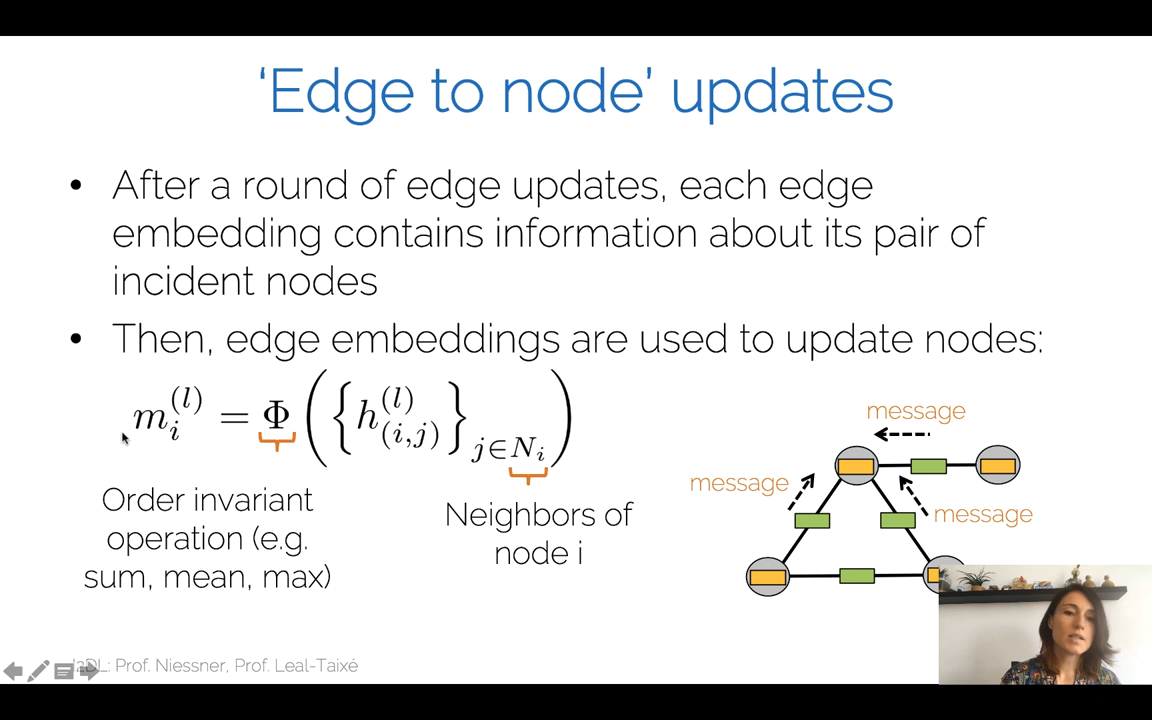 ‘Edge to node’ updates
• After a round of edge updates, each edge
embedding contains information about its pair of
incident nodes
• Then, edge embeddings are used to update nodes:
m_i^{(l)} = Φ ( { h_{(i,j)}^{(l)} }_{j∈N_i} )
Order invariant
operation (e.g.
sum, mean, max)
Neighbors of
node i
message
message
message
2DL: Prof. Niessner, Prof. Leal-Taixé